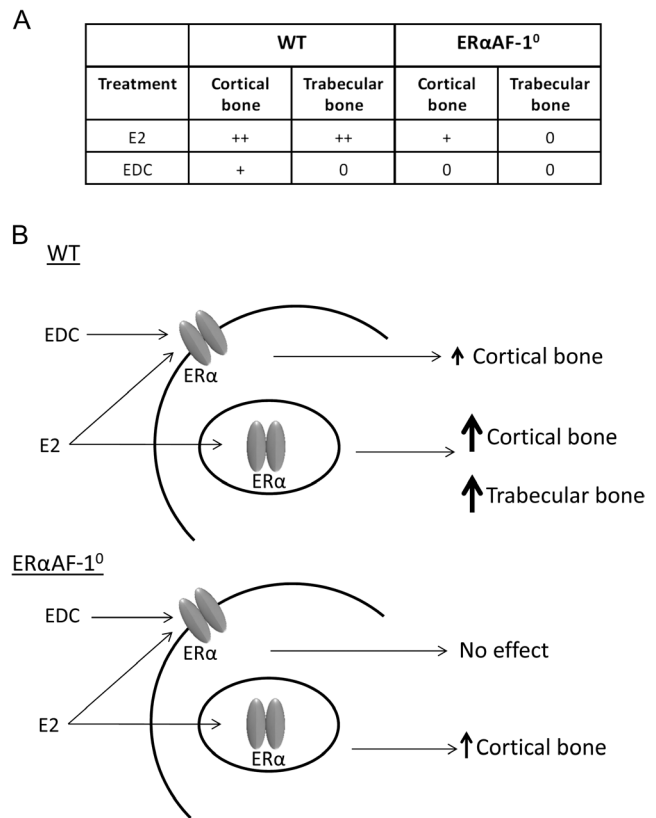 A
WT ERαAF-1⁰
Treatment Cortical bone Trabecular bone Cortical bone Trabecular bone
E2 ++ ++ + 0
EDC + 0 0 0
B
WT
EDC
ERα
Cortical bone
E2
ERα
Cortical bone
Trabecular bone
ERαAF-1⁰
EDC
ERα
No effect
E2
ERα
Cortical bone